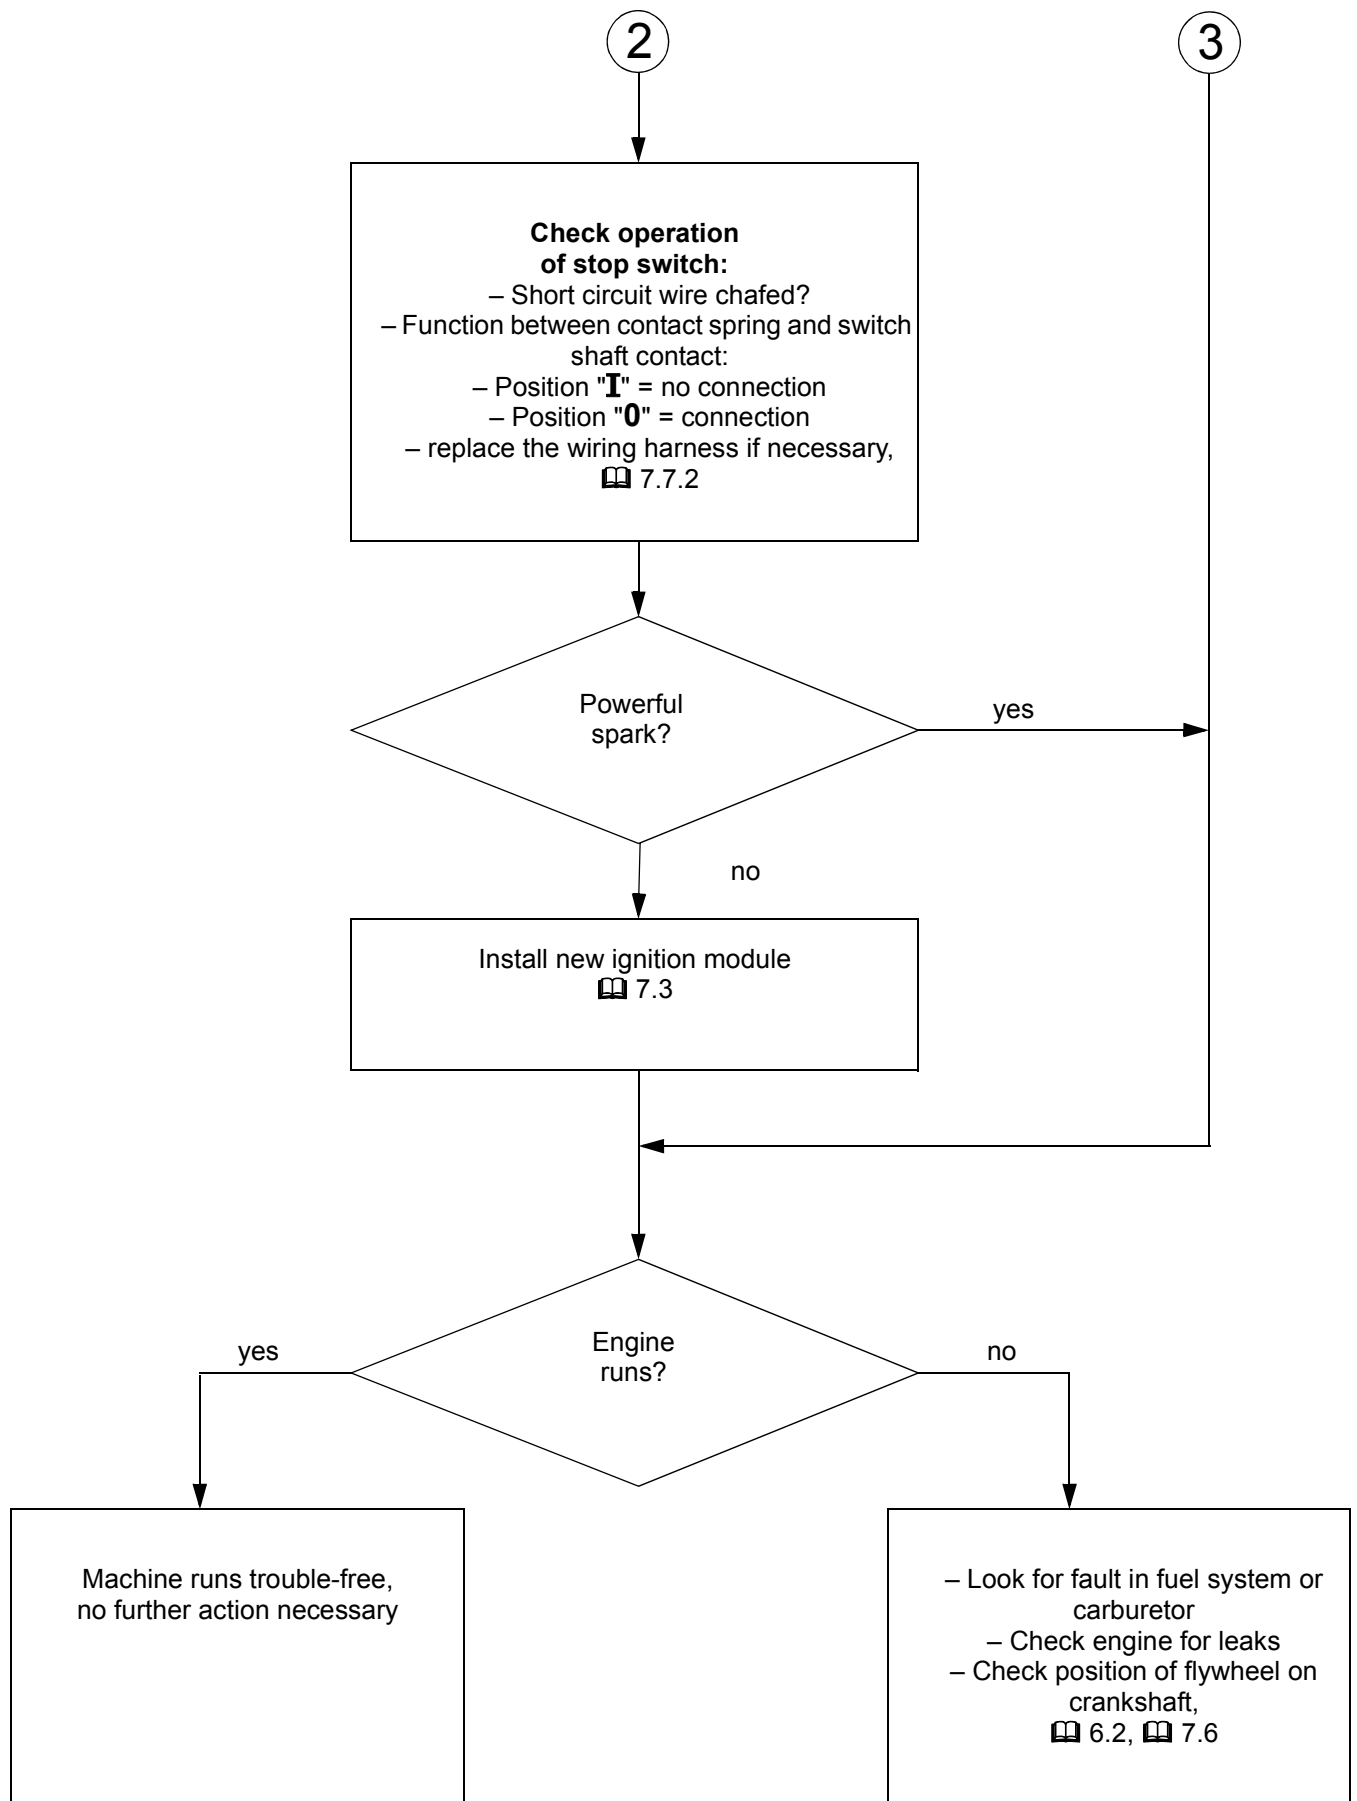 2
3
Check operation
of stop switch:
– Short circuit wire chafed?
– Function between contact spring and switch
shaft contact:
– Position "I" = no connection
– Position "0" = connection
– replace the wiring harness if necessary,
7.7.2
Powerful
spark?
yes
no
Install new ignition module
7.3
Engine
runs?
yes
no
Machine runs trouble-free,
no further action necessary
– Look for fault in fuel system or
carburetor
– Check engine for leaks
– Check position of flywheel on
crankshaft,
6.2, 7.6